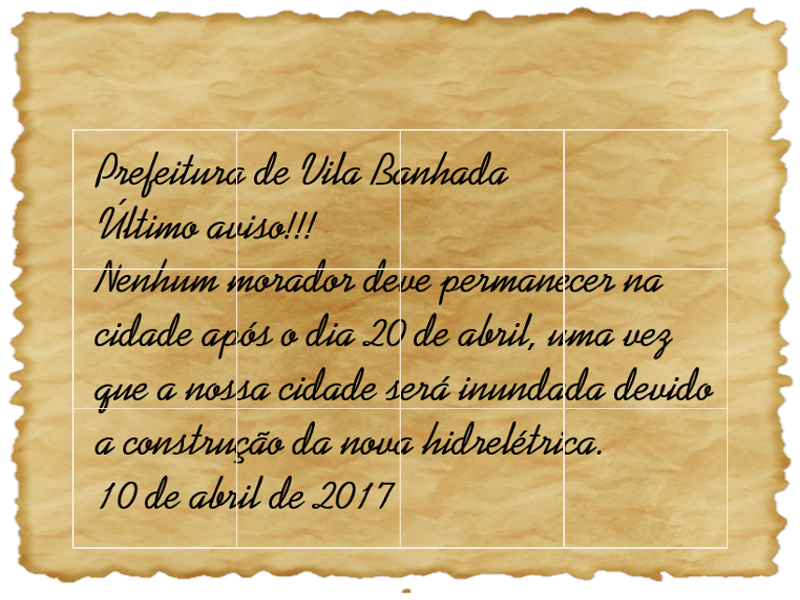 Prefeitura de Vila Banhada
Último aviso!!!
Nenhum morador deve permanecer na
cidade após o dia 20 de abril, uma vez
que a nossa cidade será inundada devido
a construção da nova hidrelétrica.
10 de abril de 2017